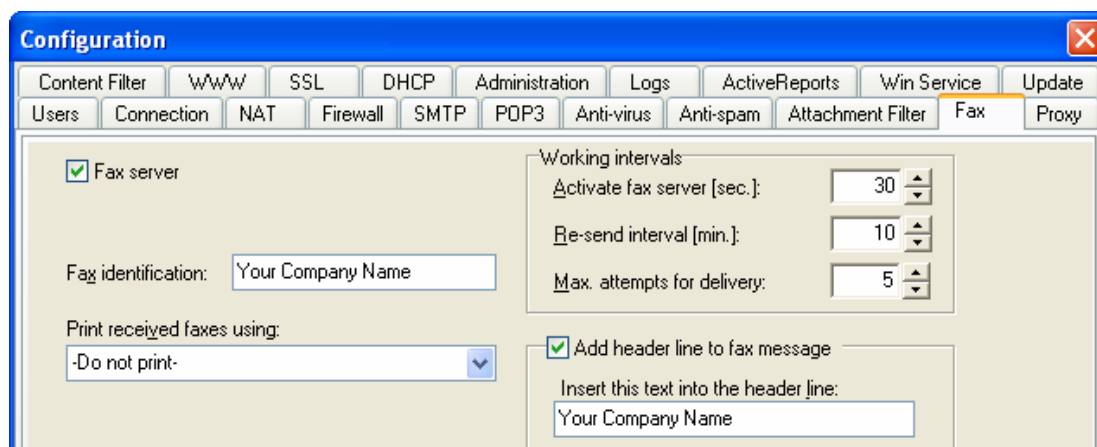 Configuration
Content Filter WWW SSL DHCP Administration Logs ActiveReports Win Service Update
Users Connection NAT Firewall SMTP POP3 Anti-virus Anti-spam Attachment Filter Fax Proxy
Fax server
Fax identification: Your Company Name
Print received faxes using:
-Do not print-
Working intervals
Activate fax server [sec.]: 30
Re-send interval [min.]: 10
Max. attempts for delivery: 5
Add header line to fax message
Insert this text into the header line:
Your Company Name